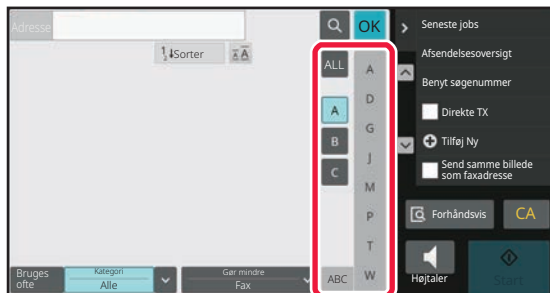 Adresse
OK
Sorter
ALL
A
B
C
ABC
A
D
G
J
M
P
T
W
Seneste jobs
Afsendelsesoversigt
Benyt søgenummer
Direkte TX
Tilføj Ny
Send samme billede
som faxadresse
Forhåndsvis
CA
Højtaler
Start
Bruges
ofte
Kategori
Alle
Gør mindre
Fax